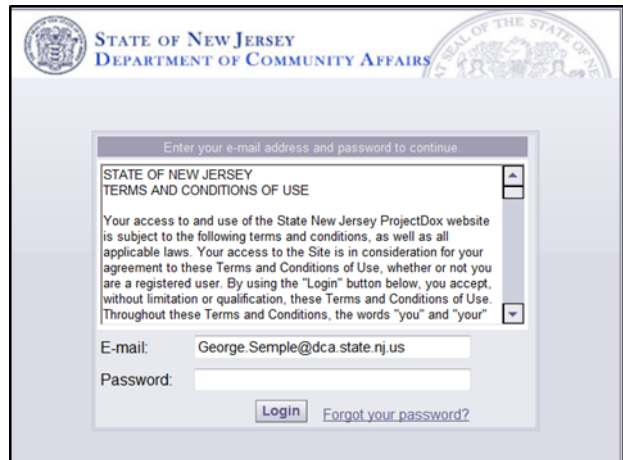 STATE OF NEW JERSEY
DEPARTMENT OF COMMUNITY AFFAIRS
SEAL OF THE STATE OF NE
Enter your e-mail address and password to continue.
STATE OF NEW JERSEY
TERMS AND CONDITIONS OF USE
Your access to and use of the State New Jersey ProjectDox website
is subject to the following terms and conditions, as well as all
applicable laws. Your access to the Site is in consideration for your
agreement to these Terms and Conditions of Use, whether or not you
are a registered user. By using the "Login" button below, you accept,
without limitation or qualification, these Terms and Conditions of Use.
Throughout these Terms and Conditions, the words "you" and "your"
E-mail: George.Semple@dca.state.nj.us
Password:
Login Forgot your password?